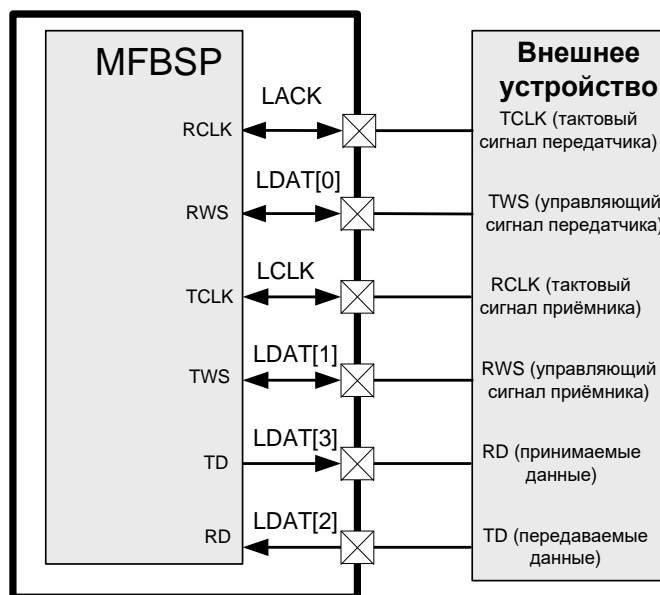 MFBSP
Внешнее
устройство
LACK
RCLK
TCLK (тактовый
сигнал передатчика)
LDAT[0]
RWS
TWS (управляющий
сигнал передатчика)
LCLK
TCLK
RCLK (тактовый
сигнал приёмника)
LDAT[1]
TWS
RWS (управляющий
сигнал приёмника)
LDAT[3]
TD
RD (принимаемые
данные)
LDAT[2]
RD
TD (передаваемые
данные)